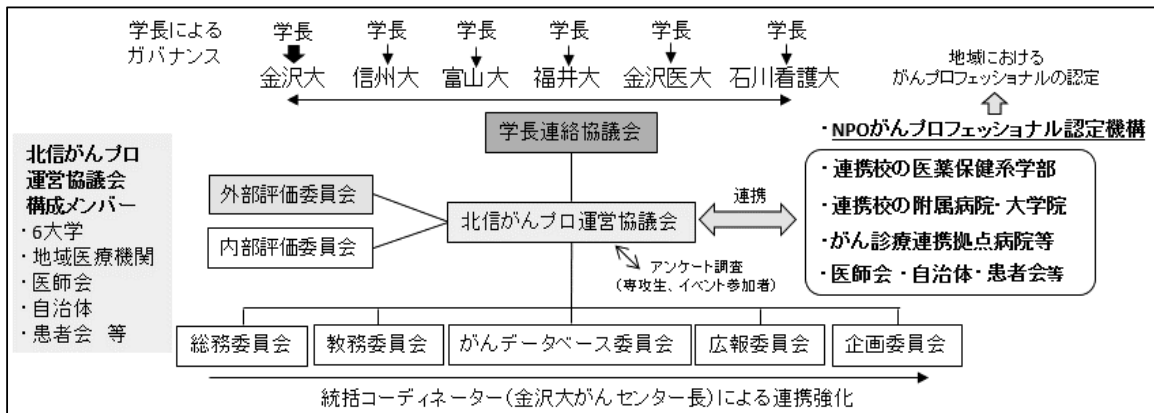 学長による
ガバナンス
学長 学長 学長 学長 学長 学長
金沢大 信州大 富山大 福井大 金沢医大 石川看護大
地域における
がんプロフェッショナルの認定
学長連絡協議会
・NPOがんプロフェッショナル認定機構
北信がんプロ
運営協議会
構成メンバー
・6大学
・地域医療機関
・医師会
・自治体
・患者会 等
外部評価委員会
内部評価委員会
北信がんプロ運営協議会
連携
・連携校の医薬保健系学部
・連携校の附属病院・大学院
・がん診療連携拠点病院等
・医師会・自治体・患者会等
アンケート調査
(専攻生、イベント参加者)
総務委員会 教務委員会 がんデータベース委員会 広報委員会 企画委員会
統括コーディネーター(金沢大がんセンター長)による連携強化